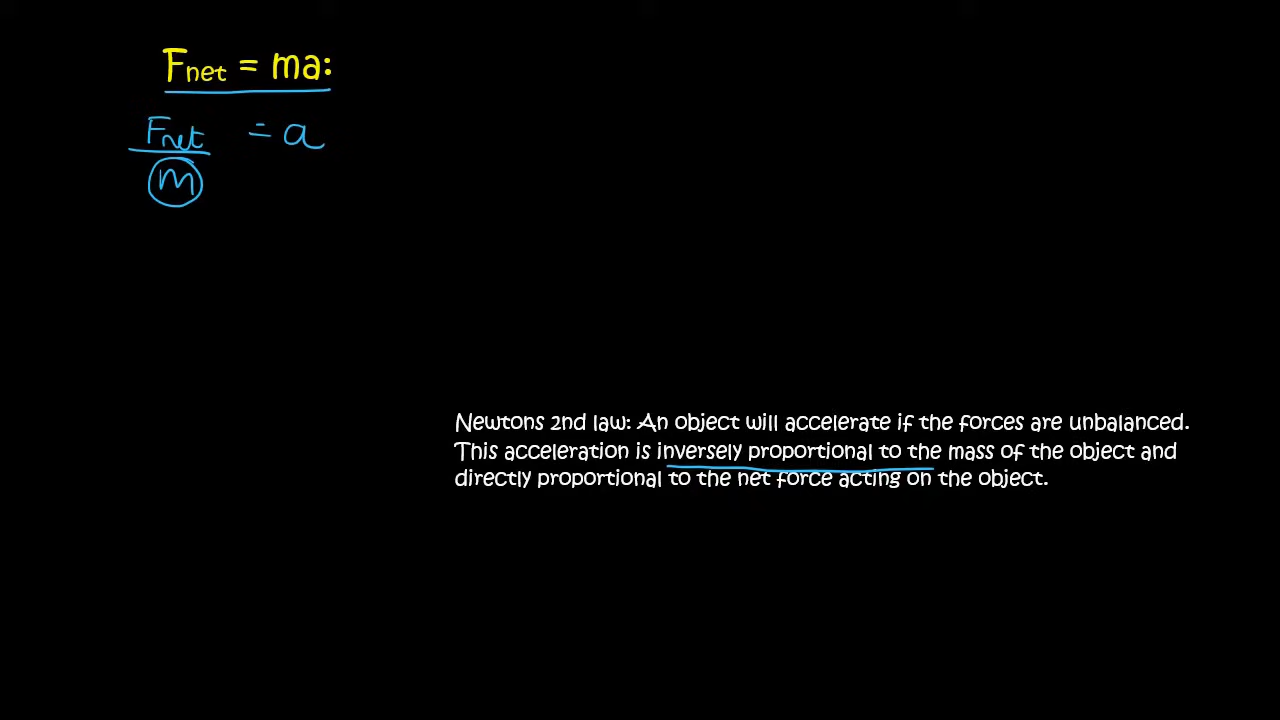 Fnet = ma:
Fnet = a
m
Newtons 2nd law: An object will accelerate if the forces are unbalanced.
This acceleration is inversely proportional to the mass of the object and
directly proportional to the net force acting on the object.